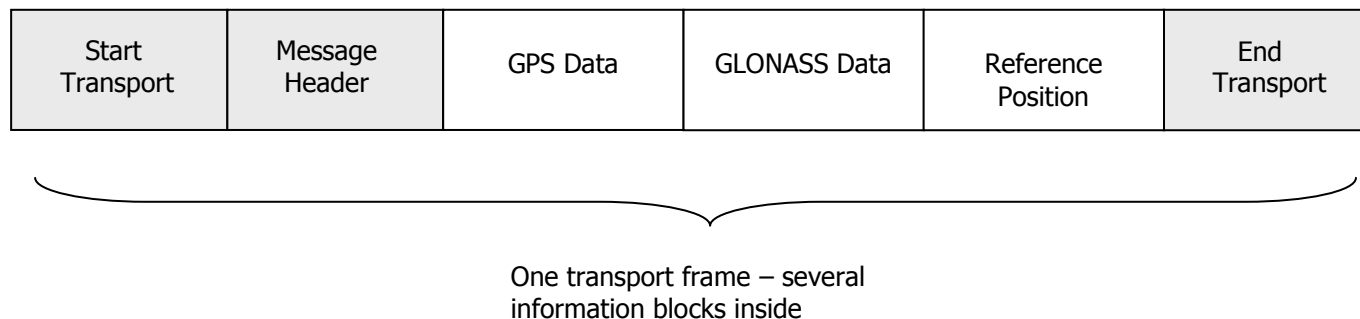 Start
Transport
Message
Header
GPS Data
GLONASS Data
Reference
Position
End
Transport
One transport frame – several
information blocks inside